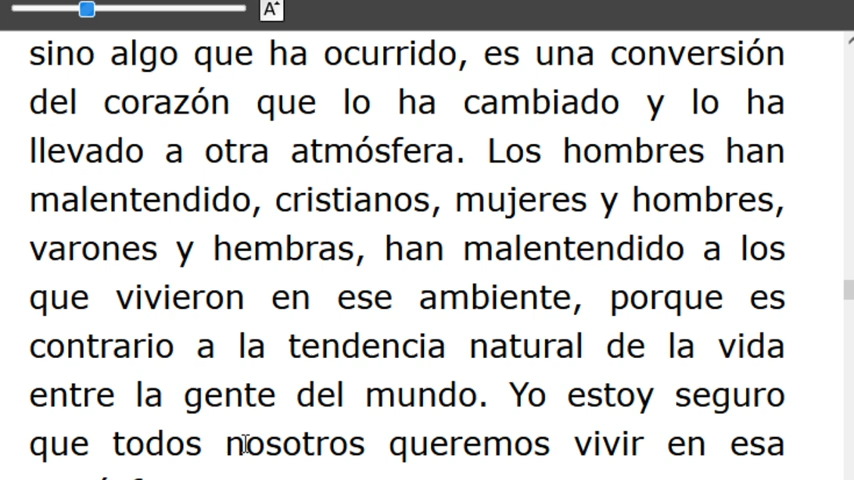 A
sino algo que ha ocurrido, es una conversión
del corazón que lo ha cambiado y lo ha
llevado a otra atmósfera. Los hombres han
malentendido, cristianos, mujeres y hombres,
varones y hembras, han malentendido a los
que vivieron en ese ambiente, porque es
contrario a la tendencia natural de la vida
entre la gente del mundo. Yo estoy seguro
que todos nosotros queremos vivir en esa